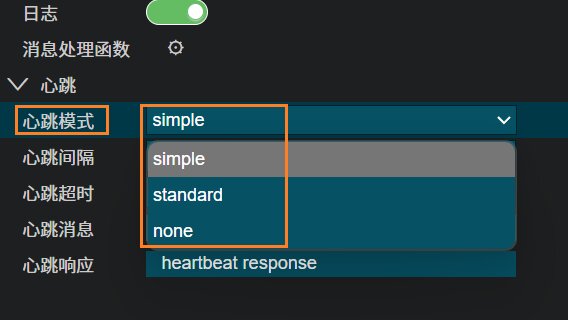 日志
消息处理函数
心跳
心跳模式 simple
心跳间隔 simple
心跳超时 standard
心跳消息 none
心跳响应 heartbeat response